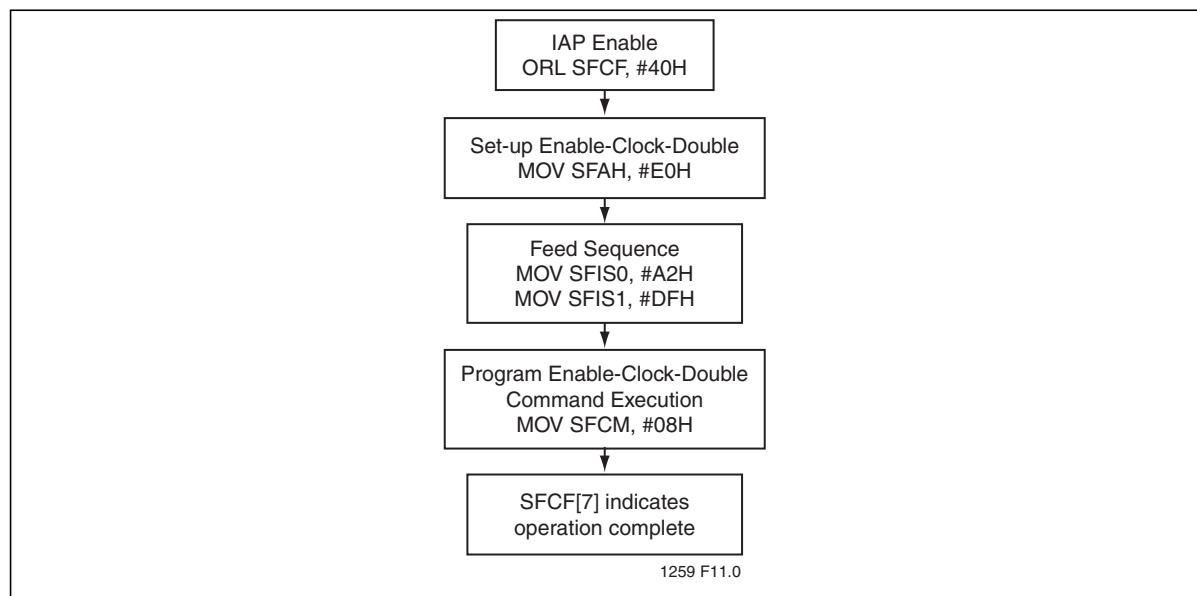 IAP Enable
ORL SFCF, #40H
Set-up Enable-Clock-Double
MOV SFAH, #E0H
Feed Sequence
MOV SFIS0, #A2H
MOV SFIS1, #DFH
Program Enable-Clock-Double
Command Execution
MOV SFCM, #08H
SFCF[7] indicates
operation complete
1259 F11.0